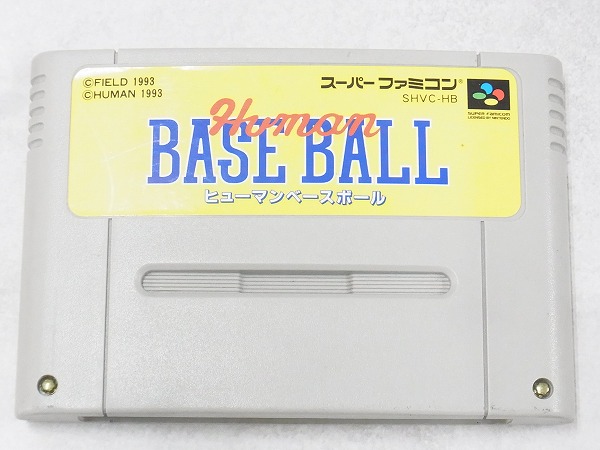 ©FIELD 1993
©HUMAN 1993
スーパーファミコン®
SHVC-HB
SUPER FAMICOM
LICENSED BY NINTENDO
Human
BASE BALL
ヒューマンベースボール